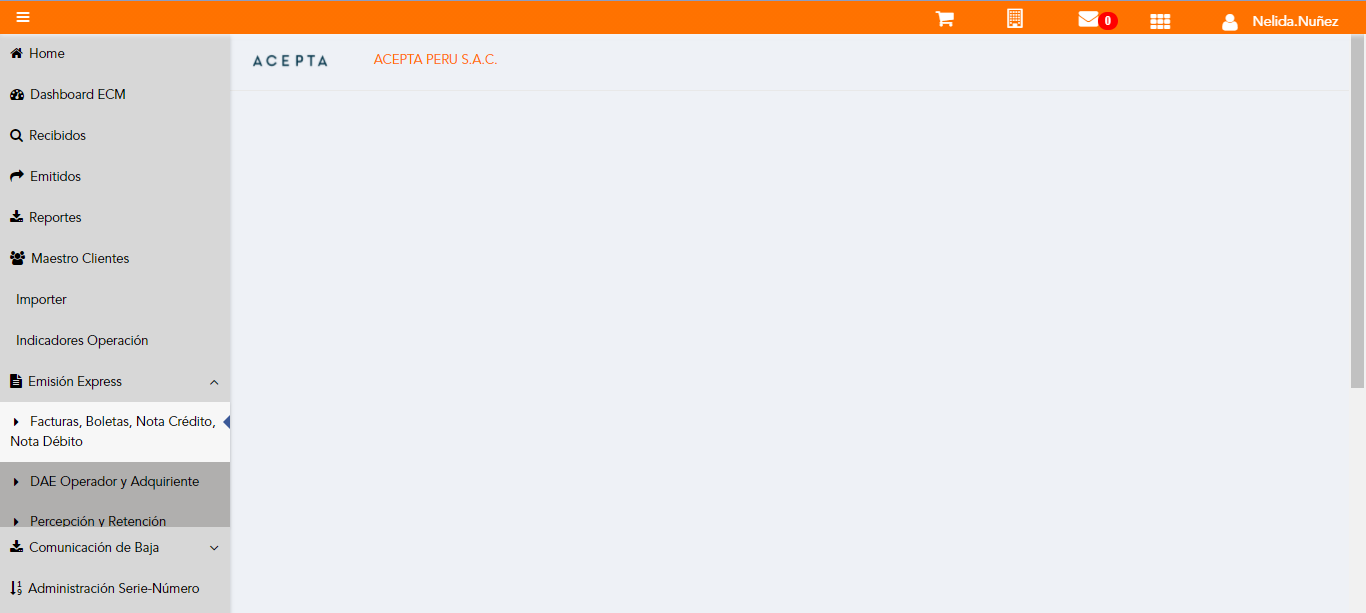 0
Nelida.Nuñez
Home
Dashboard ECM
Recibidos
Emitidos
Reportes
Maestro Clientes
Importer
Indicadores Operación
Emisión Express
Facturas, Boletas, Nota Crédito,
Nota Débito
DAE Operador y Adquiriente
Percepción y Retención
Comunicación de Baja
Administración Serie-Número
ACEPTA
ACEPTA PERU S.A.C.